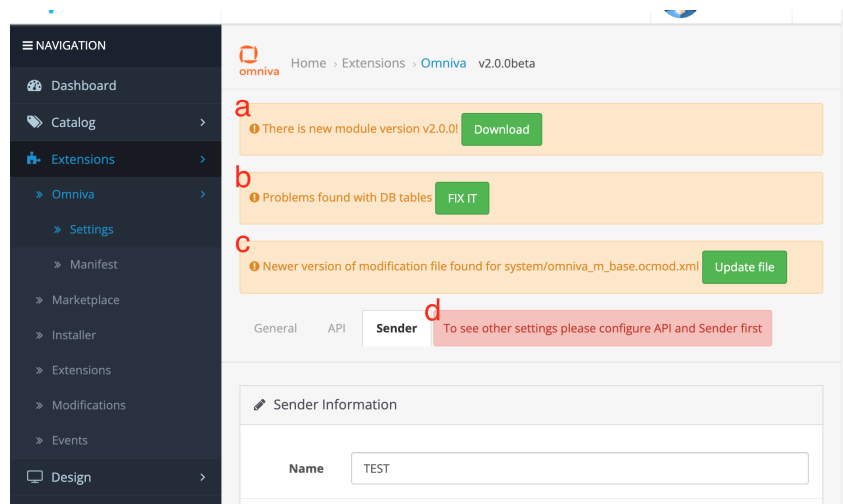 NAVIGATION
Dashboard
Catalog
Extensions
Omniva
Settings
Manifest
Marketplace
Installer
Extensions
Modifications
Events
Design
omniva
Home › Extensions › Omniva v2.0.0beta
a
There is new module version v2.0.0! Download
b
Problems found with DB tables FIX IT
c
Newer version of modification file found for system/omniva_m_base.ocmod.xml Update file
d
General API Sender To see other settings please configure API and Sender first
Sender Information
Name TEST